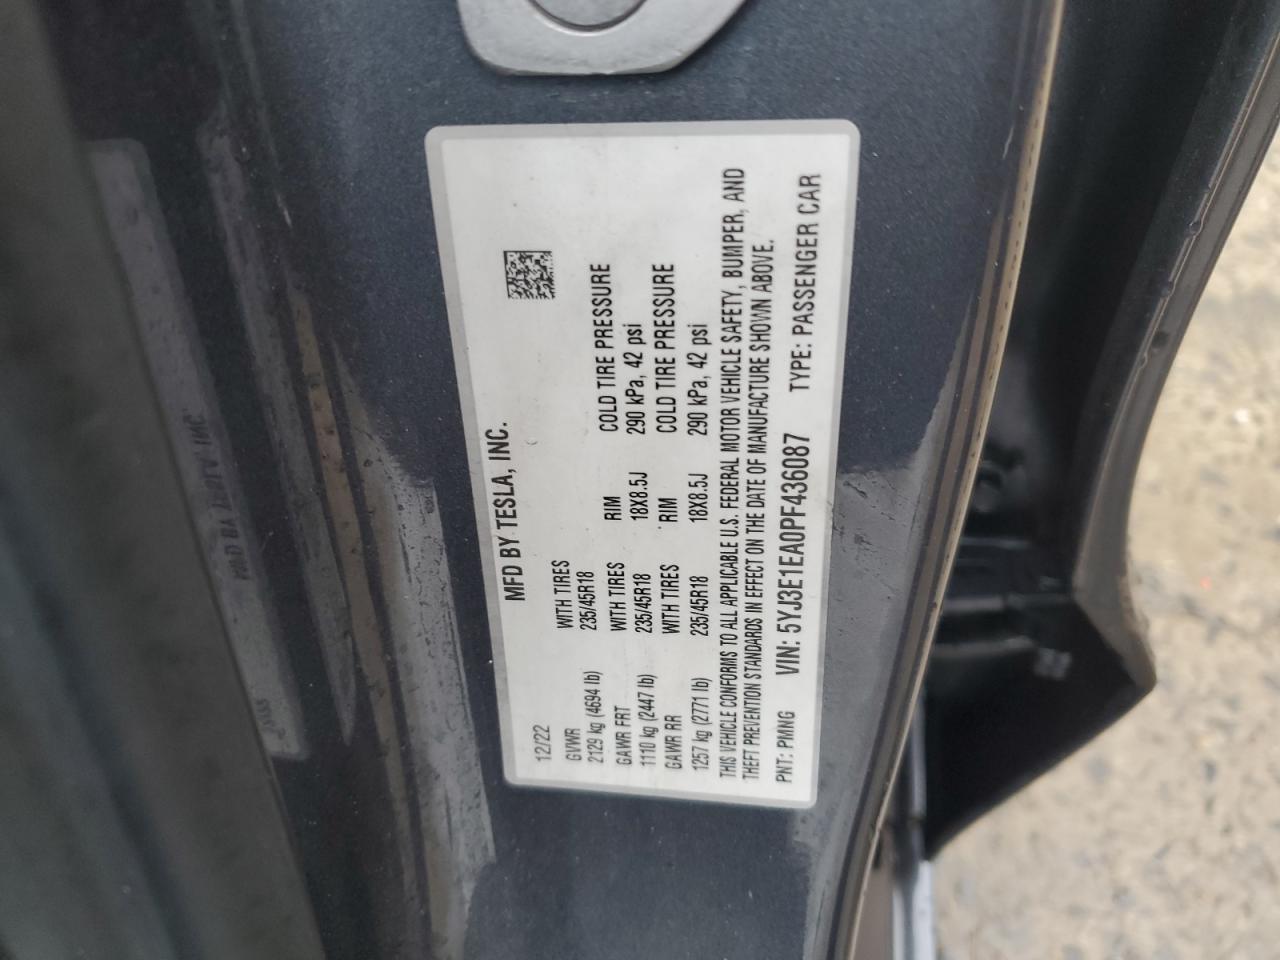 MFD BY TESLA, INC.
12/22
GVWR WITH TIRES
2129 kg (4694 lb) 235/45R18
GAWR FRT WITH TIRES RIM COLD TIRE PRESSURE
1110 kg (2447 lb) 235/45R18 18X8.5J 290 kPa, 42 psi
GAWR RR WITH TIRES RIM COLD TIRE PRESSURE
1257 kg (2771 lb) 235/45R18 18X8.5J 290 kPa, 42 psi
THIS VEHICLE CONFORMS TO ALL APPLICABLE U.S. FEDERAL MOTOR VEHICLE SAFETY, BUMPER, AND
THEFT PREVENTION STANDARDS IN EFFECT ON THE DATE OF MANUFACTURE SHOWN ABOVE.
PNT: PMNG VIN: 5YJ3E1EA0PF436087 TYPE: PASSENGER CAR